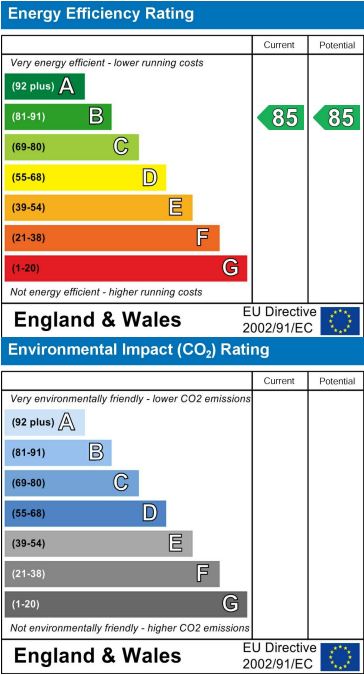 Energy Efficiency Rating
Current Potential
Very energy efficient - lower running costs
(92 plus) A
(81-91) B 85 85
(69-80) C
(55-68) D
(39-54) E
(21-38) F
(1-20) G
Not energy efficient - higher running costs
England & Wales
EU Directive
2002/91/EC
Environmental Impact (CO₂) Rating
Current Potential
Very environmentally friendly - lower CO2 emissions
(92 plus) A
(81-91) B
(69-80) C
(55-68) D
(39-54) E
(21-38) F
(1-20) G
Not environmentally friendly - higher CO2 emissions
England & Wales
EU Directive
2002/91/EC